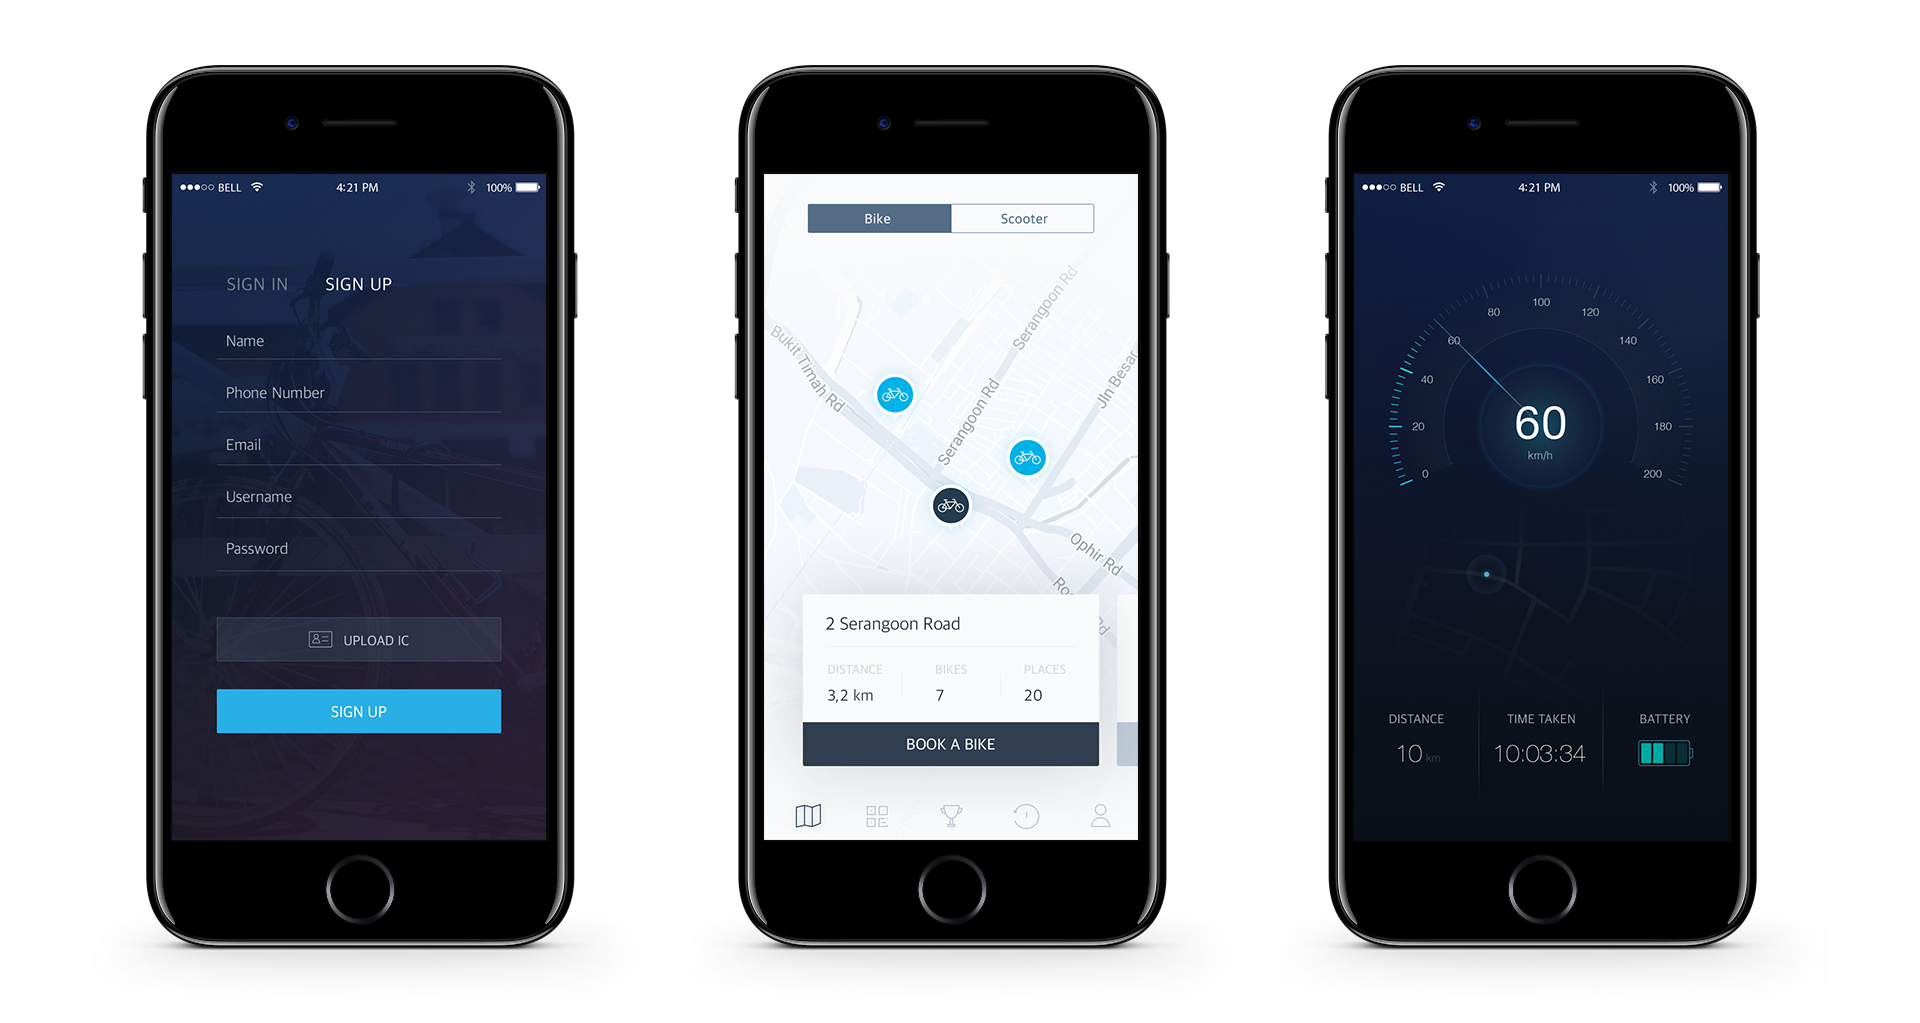 BELL 4:21 PM 100%
SIGN IN SIGN UP
Name
Phone Number
Email
Username
Password
UPLOAD IC
SIGN UP
Bike Scooter
Serangoon Rd
Bukit Timah Rd
Jln Besar
Serangoon Rd
Ophir Rd
Rd
2 Serangoon Road
DISTANCE BIKES PLACES
3,2 km 7 20
BOOK A BIKE
BELL 4:21 PM 100%
100
80 120
60 140
40 160
20 180
0 200
60
km/h
DISTANCE TIME TAKEN BATTERY
10 km 10:03:34